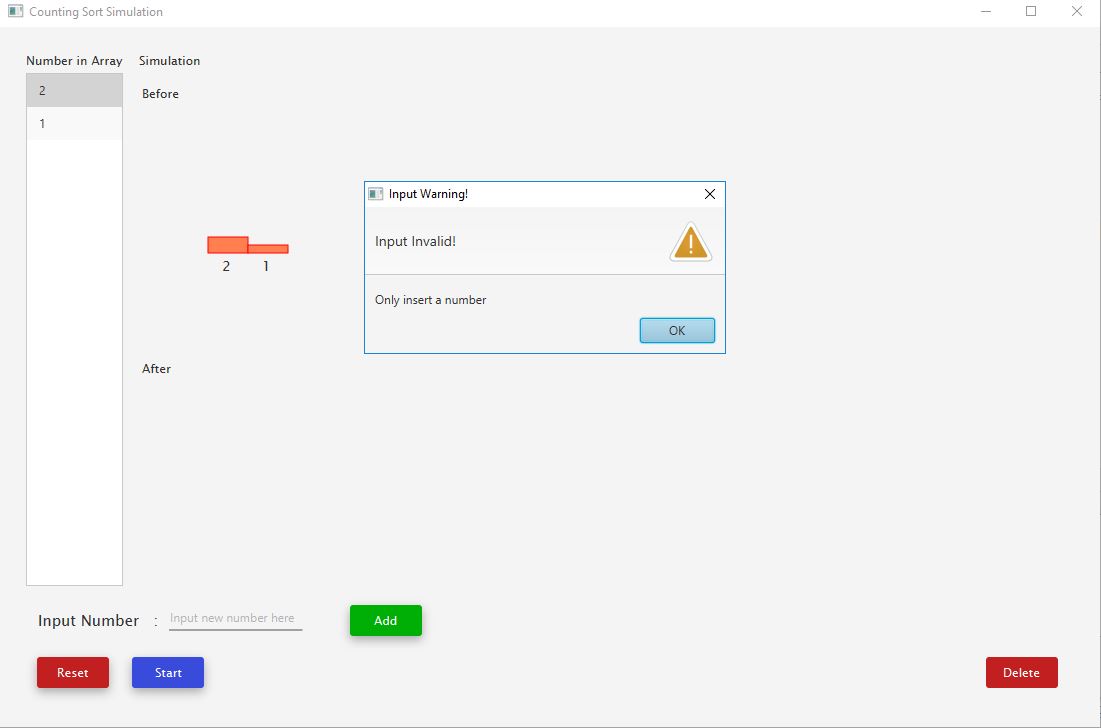 Counting Sort Simulation
Number in Array
Simulation
2
1
Before
2 1
Input Warning!
Input Invalid!
Only insert a number
OK
After
Input Number :
Input new number here
Add
Reset
Start
Delete